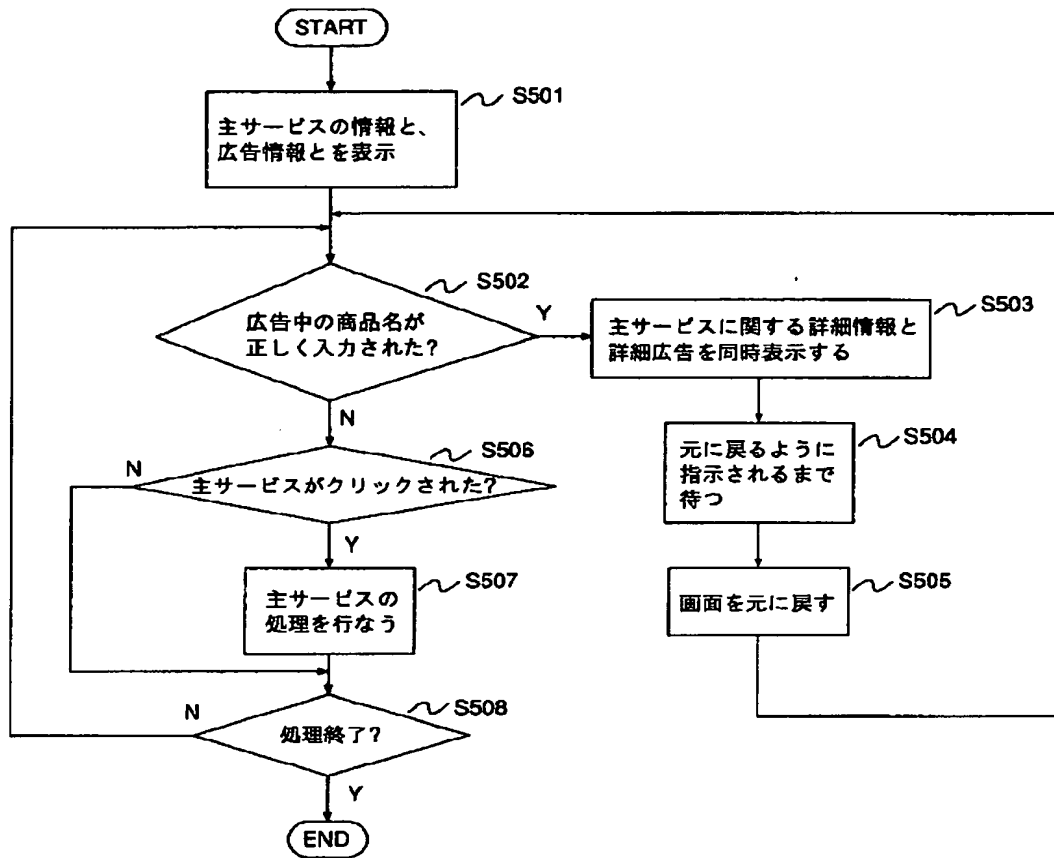 START
S501
主サービスの情報と、
広告情報とを表示
S502
広告中の商品名が
正しく入力された?
Y
S503
主サービスに関する詳細情報と
詳細広告を同時表示する
N
S504
元に戻るように
指示されるまで
待つ
S506
N
主サービスがクリックされた?
Y
S507
主サービスの
処理を行なう
S505
画面を元に戻す
S508
N
処理終了?
Y
END